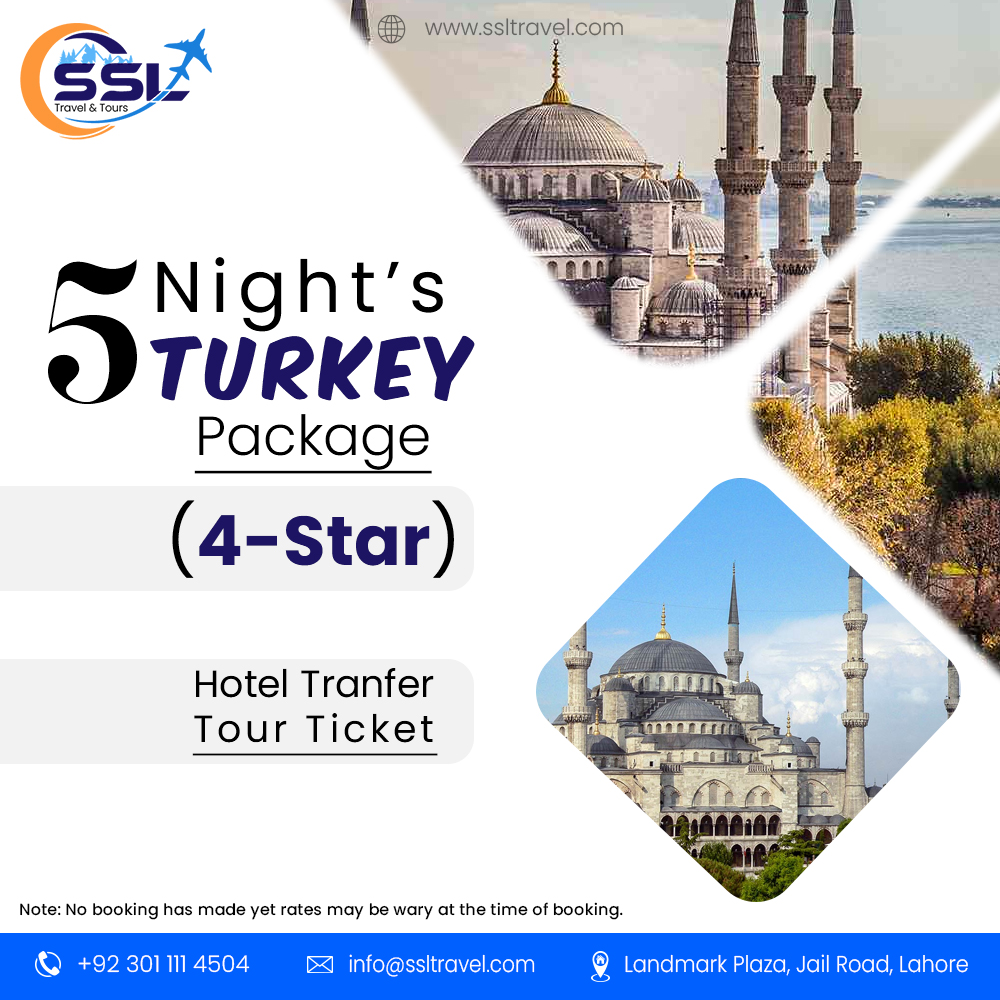 www.ssltravel.com
SSL
Travel & Tours
5 Night's
TURKEY
Package
(4-Star)
Hotel Tranfer
Tour Ticket
Note: No booking has made yet rates may be wary at the time of booking.
+92 301 111 4504 info@ssltravel.com Landmark Plaza, Jail Road, Lahore